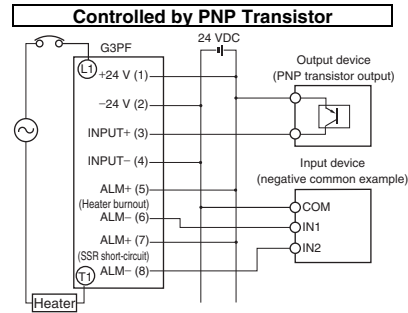 Controlled by PNP Transistor
24 VDC
G3PF
L1
+24 V (1)
−24 V (2)
INPUT+ (3)
INPUT− (4)
ALM+ (5)
(Heater burnout)
ALM− (6)
ALM+ (7)
(SSR short-circuit)
ALM− (8)
T1
Heater
Output device
(PNP transistor output)
Input device
(negative common example)
COM
IN1
IN2